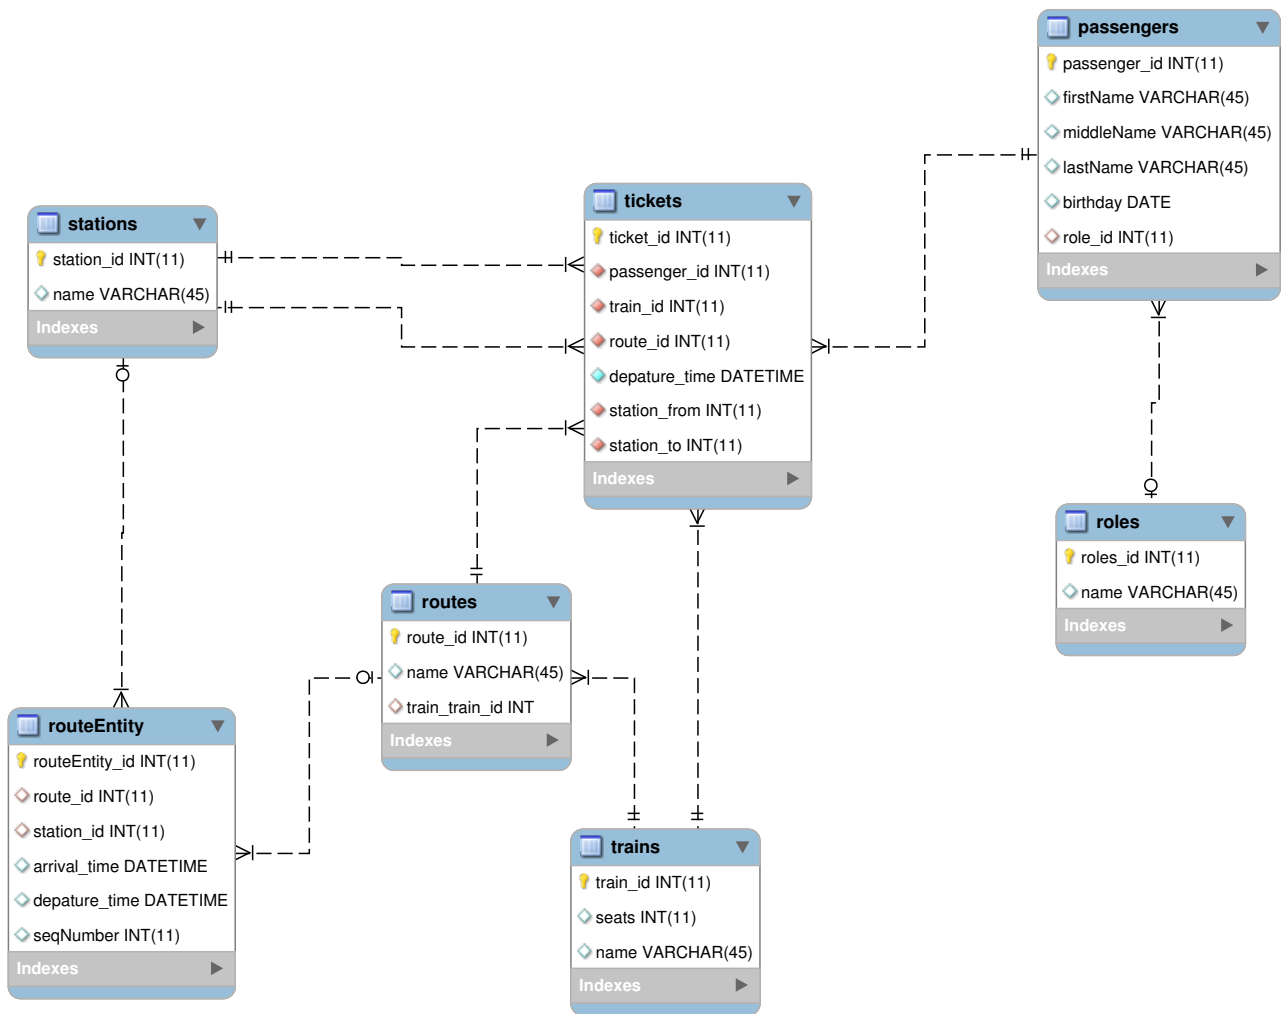 passengers
passenger_id INT(11)
firstName VARCHAR(45)
middleName VARCHAR(45)
lastName VARCHAR(45)
birthday DATE
role_id INT(11)
Indexes
tickets
ticket_id INT(11)
passenger_id INT(11)
train_id INT(11)
route_id INT(11)
depature_time DATETIME
station_from INT(11)
station_to INT(11)
Indexes
stations
station_id INT(11)
name VARCHAR(45)
Indexes
roles
roles_id INT(11)
name VARCHAR(45)
Indexes
routes
route_id INT(11)
name VARCHAR(45)
train_train_id INT
Indexes
routeEntity
routeEntity_id INT(11)
route_id INT(11)
station_id INT(11)
arrival_time DATETIME
depature_time DATETIME
seqNumber INT(11)
Indexes
trains
train_id INT(11)
seats INT(11)
name VARCHAR(45)
Indexes